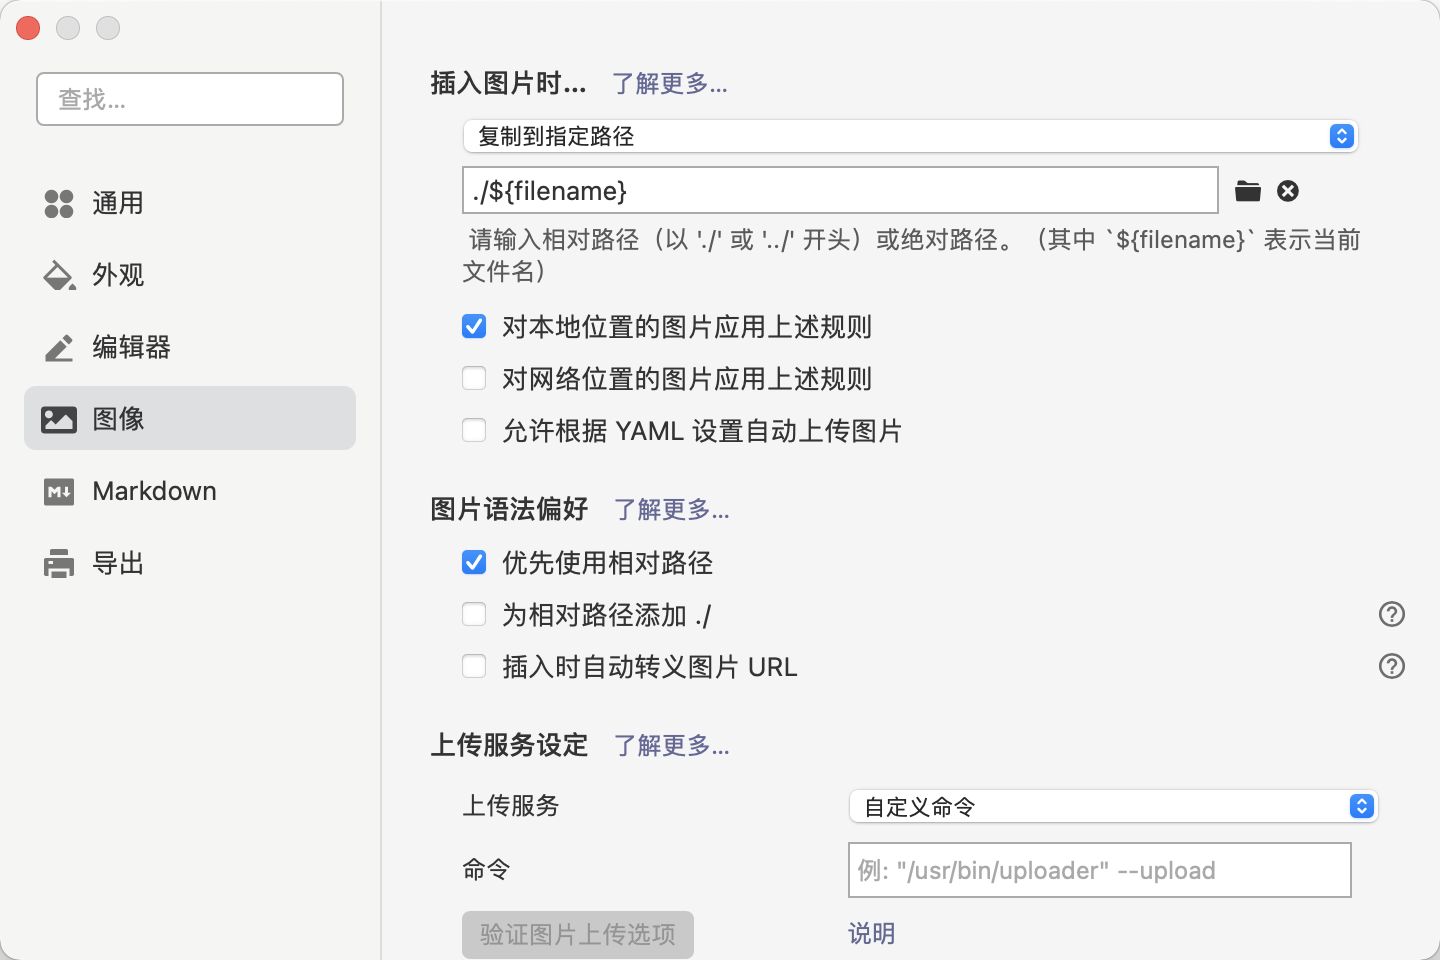 查找...
通用
外观
编辑器
图像
Markdown
导出
插入图片时... 了解更多...
复制到指定路径
./${filename}
请输入相对路径（以 './' 或 '../' 开头）或绝对路径。（其中 `${filename}` 表示当前
文件名）
对本地位置的图片应用上述规则
对网络位置的图片应用上述规则
允许根据 YAML 设置自动上传图片
图片语法偏好 了解更多...
优先使用相对路径
为相对路径添加 ./
插入时自动转义图片 URL
上传服务设定 了解更多...
上传服务 自定义命令
命令 例: "/usr/bin/uploader" --upload
验证图片上传选项 说明